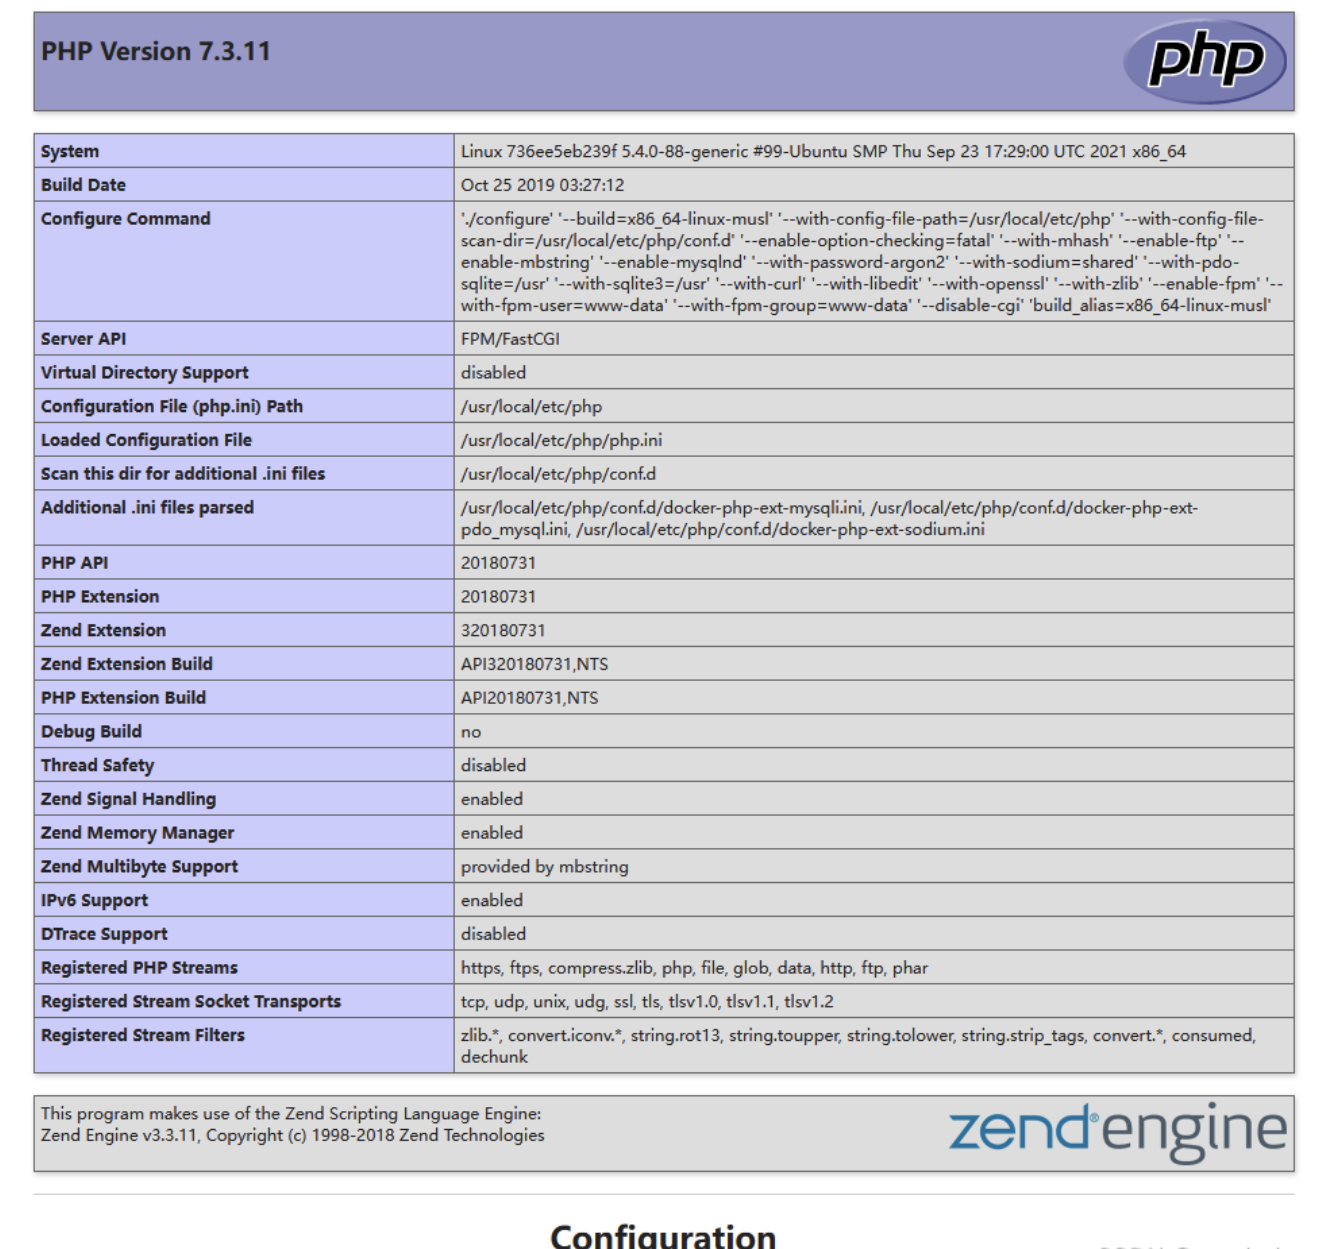 PHP Version 7.3.11
php
System Linux 736ee5eb239f 5.4.0-88-generic #99-Ubuntu SMP Thu Sep 23 17:29:00 UTC 2021 x86_64
Build Date Oct 25 2019 03:27:12
Configure Command './configure' '--build=x86_64-linux-musl' '--with-config-file-path=/usr/local/etc/php' '--with-config-file-
scan-dir=/usr/local/etc/php/conf.d' '--enable-option-checking=fatal' '--with-mhash' '--enable-ftp' '--
enable-mbstring' '--enable-mysqlnd' '--with-password-argon2' '--with-sodium=shared' '--with-pdo-
sqlite=/usr' '--with-sqlite3=/usr' '--with-curl' '--with-libedit' '--with-openssl' '--with-zlib' '--enable-fpm' '--
with-fpm-user=www-data' '--with-fpm-group=www-data' '--disable-cgi' 'build_alias=x86_64-linux-musl'
Server API FPM/FastCGI
Virtual Directory Support disabled
Configuration File (php.ini) Path /usr/local/etc/php
Loaded Configuration File /usr/local/etc/php/php.ini
Scan this dir for additional .ini files /usr/local/etc/php/conf.d
Additional .ini files parsed /usr/local/etc/php/conf.d/docker-php-ext-mysqli.ini, /usr/local/etc/php/conf.d/docker-php-ext-
pdo_mysql.ini, /usr/local/etc/php/conf.d/docker-php-ext-sodium.ini
PHP API 20180731
PHP Extension 20180731
Zend Extension 320180731
Zend Extension Build API320180731,NTS
PHP Extension Build API20180731,NTS
Debug Build no
Thread Safety disabled
Zend Signal Handling enabled
Zend Memory Manager enabled
Zend Multibyte Support provided by mbstring
IPv6 Support enabled
DTrace Support disabled
Registered PHP Streams https, ftps, compress.zlib, php, file, glob, data, http, ftp, phar
Registered Stream Socket Transports tcp, udp, unix, udg, ssl, tls, tlsv1.0, tlsv1.1, tlsv1.2
Registered Stream Filters zlib.*, convert.iconv.*, string.rot13, string.toupper, string.tolower, string.strip_tags, convert.*, consumed,
dechunk
This program makes use of the Zend Scripting Language Engine:
Zend Engine v3.3.11, Copyright (c) 1998-2018 Zend Technologies
zend®engine
Configuration